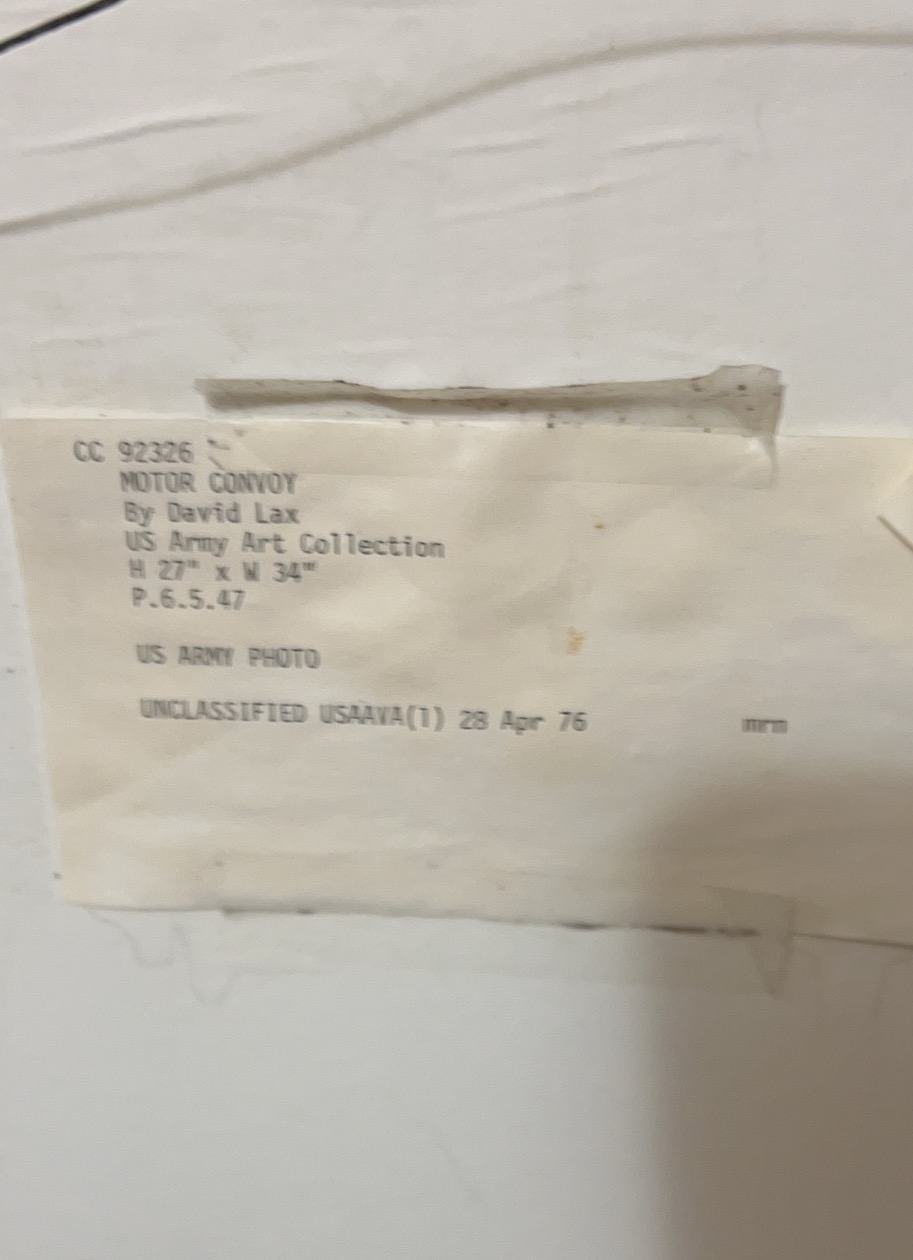 CC 92326
MOTOR CONVOY
By David Lax
US Army Art Collection
H 27" x W 34"
P.6.5.47
US ARMY PHOTO
UNCLASSIFIED USAAVA(1) 28 Apr 76 mrm